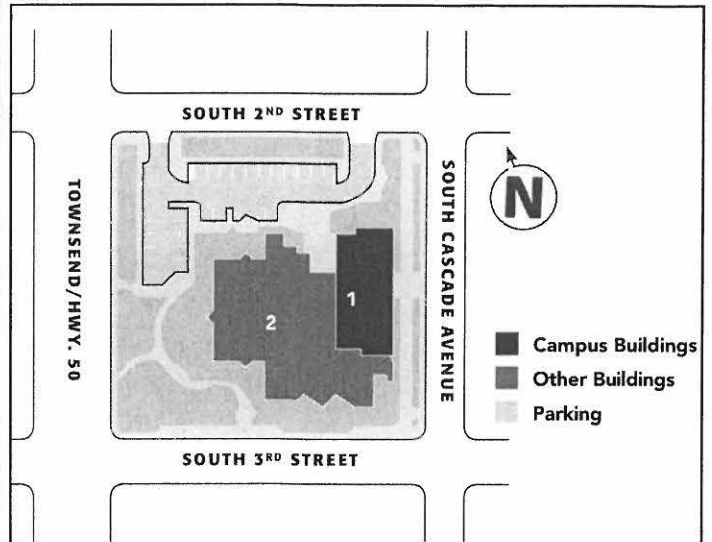 SOUTH 2ND STREET
TOWNSEND/HWY. 50
SOUTH CASCADE AVENUE
N
1
2
Campus Buildings
Other Buildings
Parking
SOUTH 3RD STREET